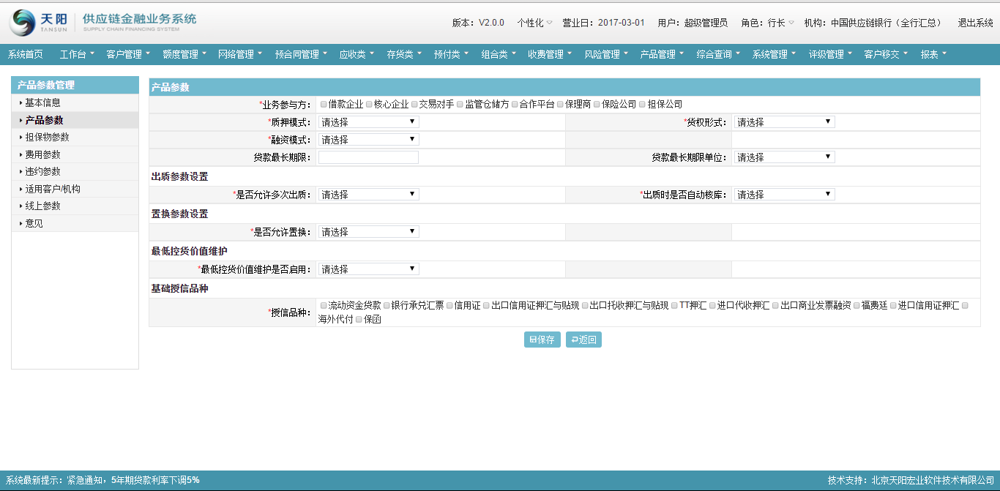 天阳 TANSUN 供应链金融业务系统 SUPPLY CHAIN FINANCING SYSTEM
版本：V2.0.0 个性化 营业日：2017-03-01 用户：超级管理员 角色：行长 机构：中国供应链银行（全行汇总） 退出系统
系统首页 工作台 客户管理 额度管理 网络管理 预合同管理 应收类 存货类 预付类 组合类 收费管理 风险管理 产品管理 综合查询 系统管理 评级管理 客户移交 报表
产品参数管理
基本信息
产品参数
担保物参数
费用参数
违约参数
适用客户/机构
线上参数
意见
产品参数
*业务参与方： 借款企业 核心企业 交易对手 监管仓储方 合作平台 保理商 保险公司 担保公司
*质押模式： 请选择 *货权形式： 请选择
*融资模式： 请选择
贷款最长期限： 贷款最长期限单位： 请选择
出质参数设置
*是否允许多次出质： 请选择 *出质时是否自动核库： 请选择
置换参数设置
*是否允许置换： 请选择
最低控货价值维护
*最低控货价值维护是否启用： 请选择
基础授信品种
*授信品种： 流动资金贷款 银行承兑汇票 信用证 出口信用证押汇与贴现 出口托收押汇与贴现 TT押汇 进口代收押汇 出口商业发票融资 福费廷 进口信用证押汇
海外代付 保函
保存 返回
系统最新提示：紧急通知，5年期贷款利率下调5% 技术支持：北京天阳宏业软件技术有限公司